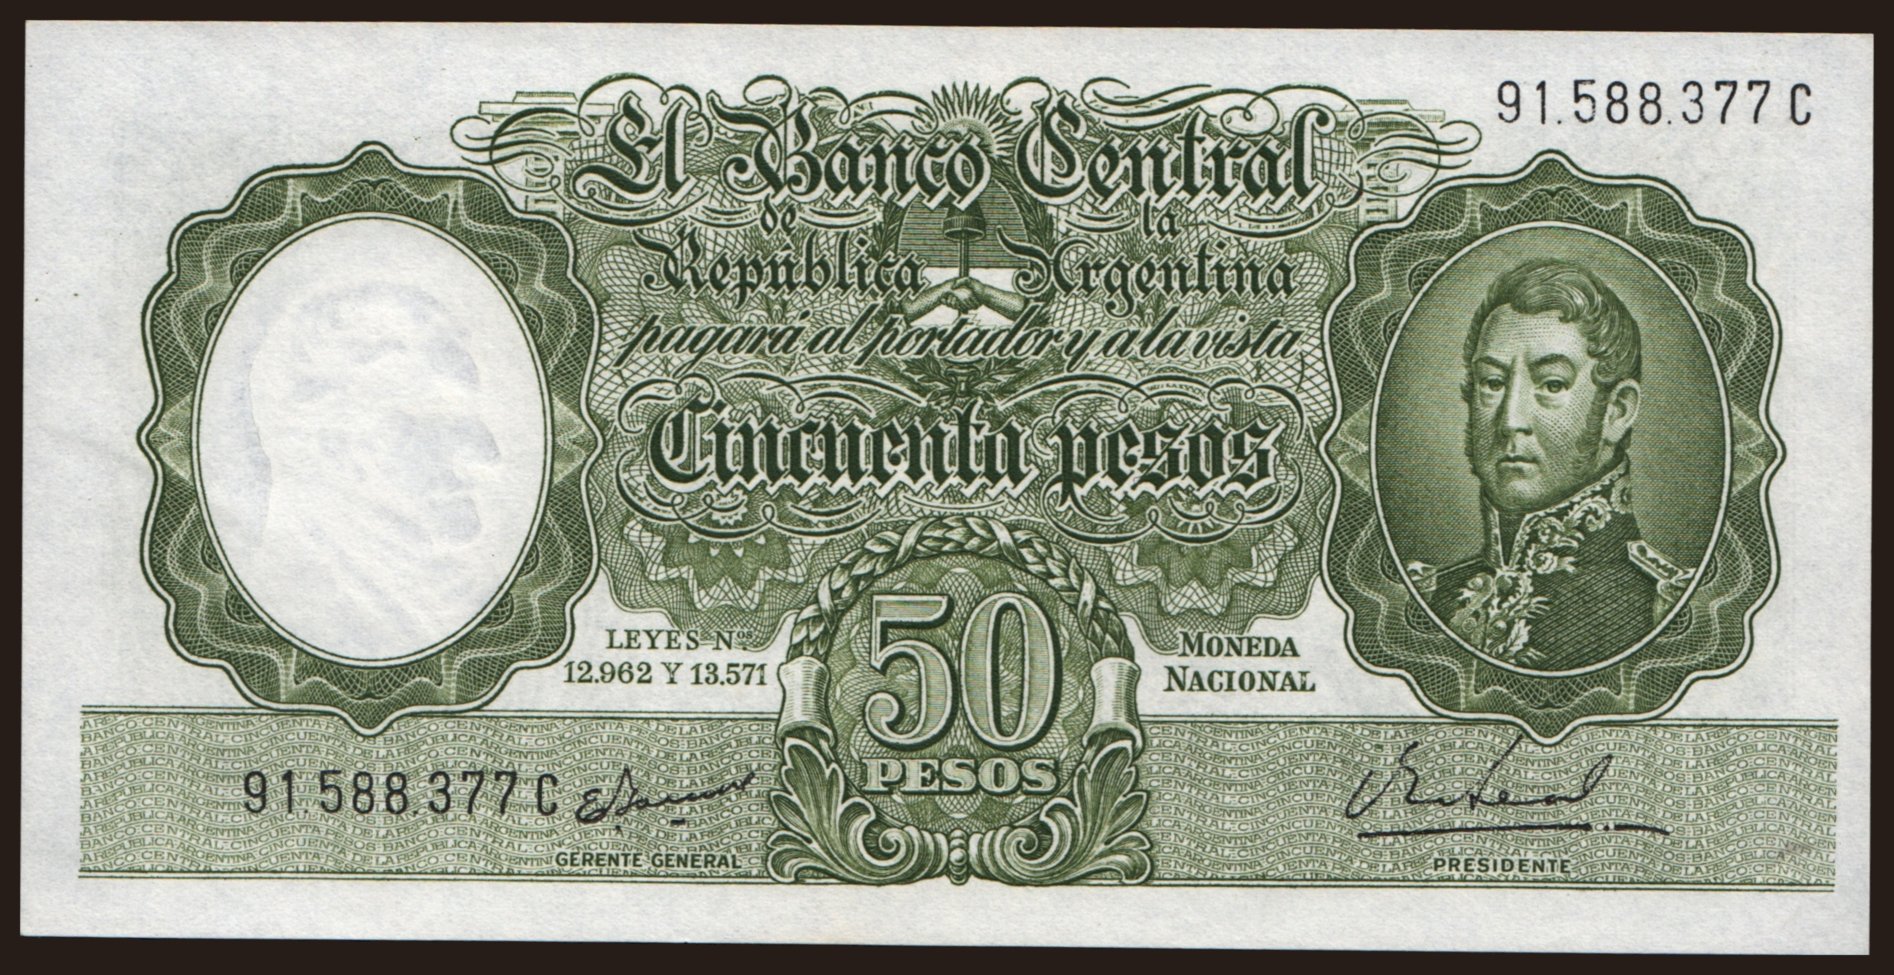 91.588.377 C
El Banco Central
de la
República Argentina
pagará al portador y a la vista
Cincuenta pesos
LEYES Nos.
12.962 Y 13.571
MONEDA
NACIONAL
50
PESOS
91.588.377 C
GERENTE GENERAL
PRESIDENTE